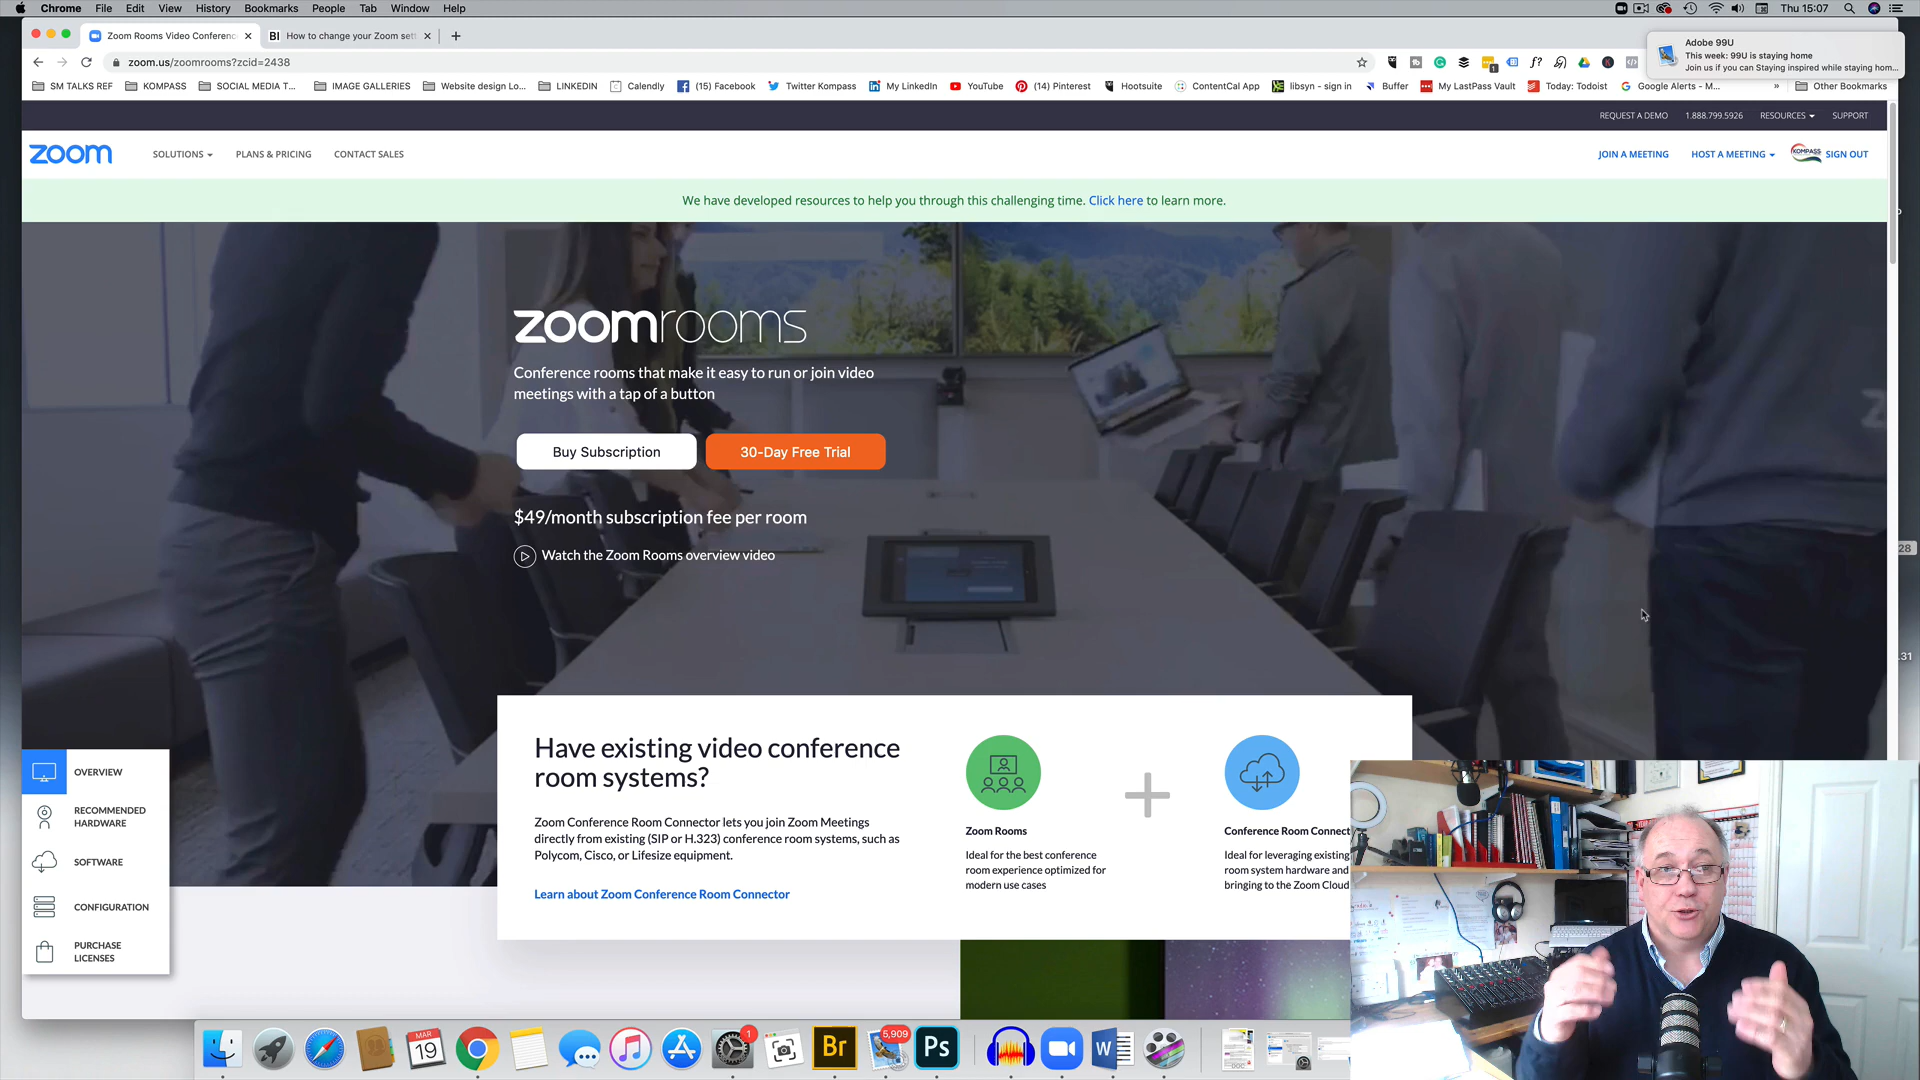 Chrome File Edit View History Bookmarks People Tab Window Help
Thu 15:07
Zoom Rooms Video Conferenc
BI How to change your Zoom sett
Adobe 99U
This week: 99U is staying home
Join us if you can Staying inspired while staying hom...
zoom.us/zoomrooms?zcid=2438
SM TALKS REF KOMPASS SOCIAL MEDIA T... IMAGE GALLERIES Website design Lo... LINKEDIN Calendly (15) Facebook Twitter Kompass My LinkedIn YouTube (14) Pinterest Hootsuite ContentCal App libsyn - sign in Buffer My LastPass Vault Today: Todoist Google Alerts - M... » Other Bookmarks
REQUEST A DEMO 1.888.799.5926 RESOURCES SUPPORT
zoom SOLUTIONS PLANS & PRICING CONTACT SALES JOIN A MEETING HOST A MEETING KOMPASS SIGN OUT
We have developed resources to help you through this challenging time. Click here to learn more.
zoomrooms
Conference rooms that make it easy to run or join video
meetings with a tap of a button
Buy Subscription 30-Day Free Trial
$49/month subscription fee per room
Watch the Zoom Rooms overview video
28
.31
OVERVIEW
RECOMMENDED
HARDWARE
SOFTWARE
CONFIGURATION
PURCHASE
LICENSES
Have existing video conference
room systems?
Zoom Conference Room Connector lets you join Zoom Meetings
directly from existing (SIP or H.323) conference room systems, such as
Polycom, Cisco, or Lifesize equipment.
Learn about Zoom Conference Room Connector
Zoom Rooms
Ideal for the best conference
room experience optimized for
modern use cases
Conference Room Connect
Ideal for leveraging existing
room system hardware and
bringing to the Zoom Cloud
MAR
19
1
Br
5,909
Ps
W
DOC